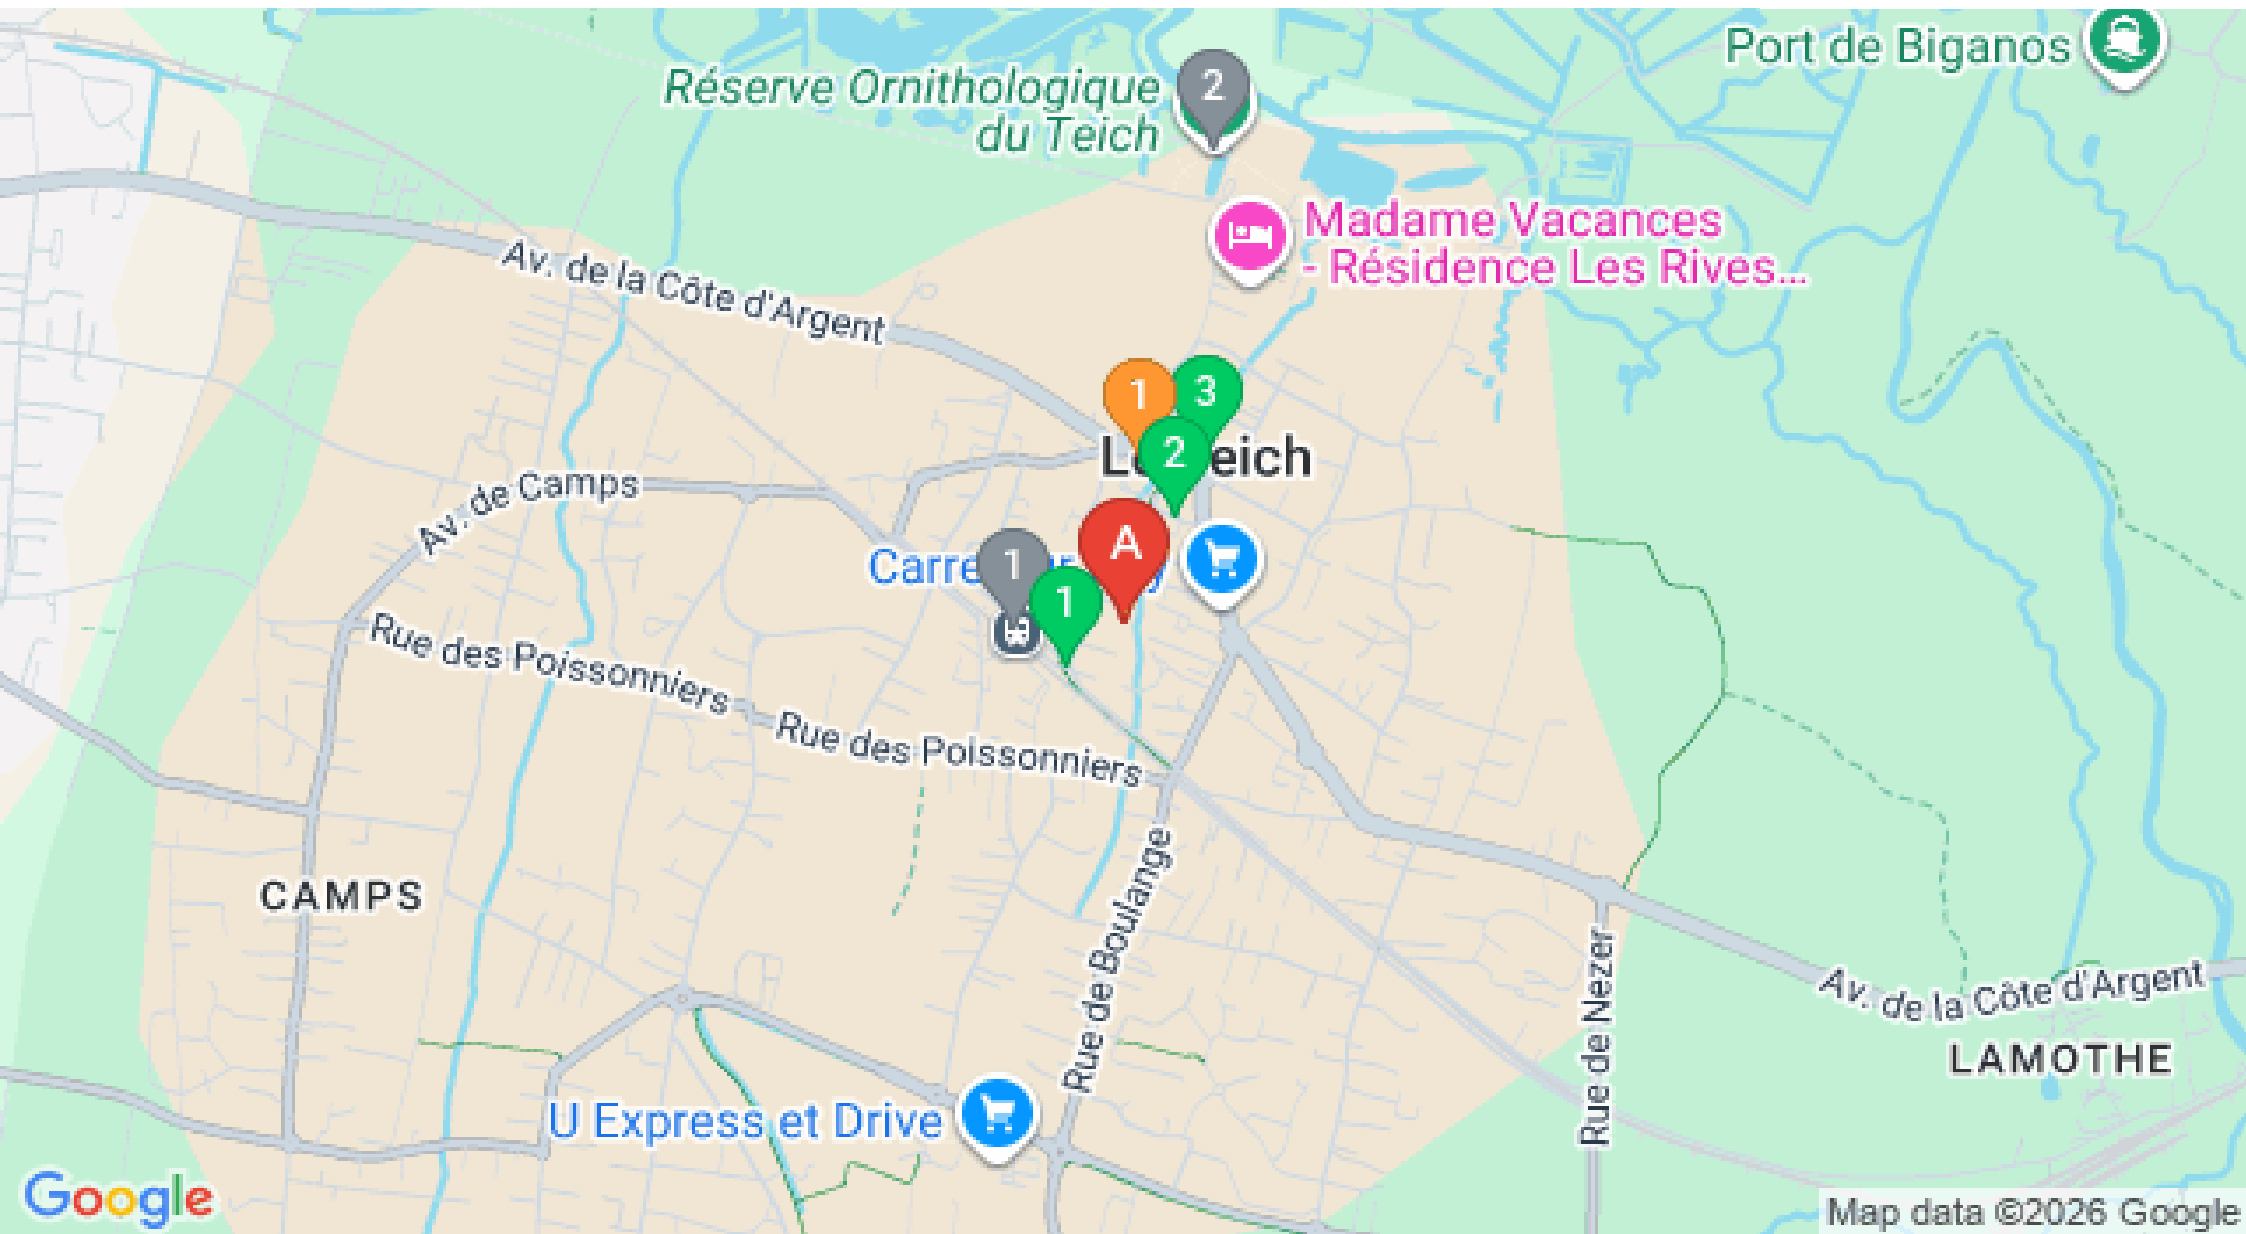 Port de Biganos
Réserve Ornithologique
du Teich
2
Madame Vacances
- Résidence Les Rives...
Av. de la Côte d'Argent
1
3
2
eich
Av. de Camps
A
1
1
Rue des Poissonniers
Rue des Poissonniers
CAMPS
Rue de Boulange
Rue de Nezer
Av. de la Côte d'Argent
LAMOTHE
U Express et Drive
Google
Map data ©2026 Google